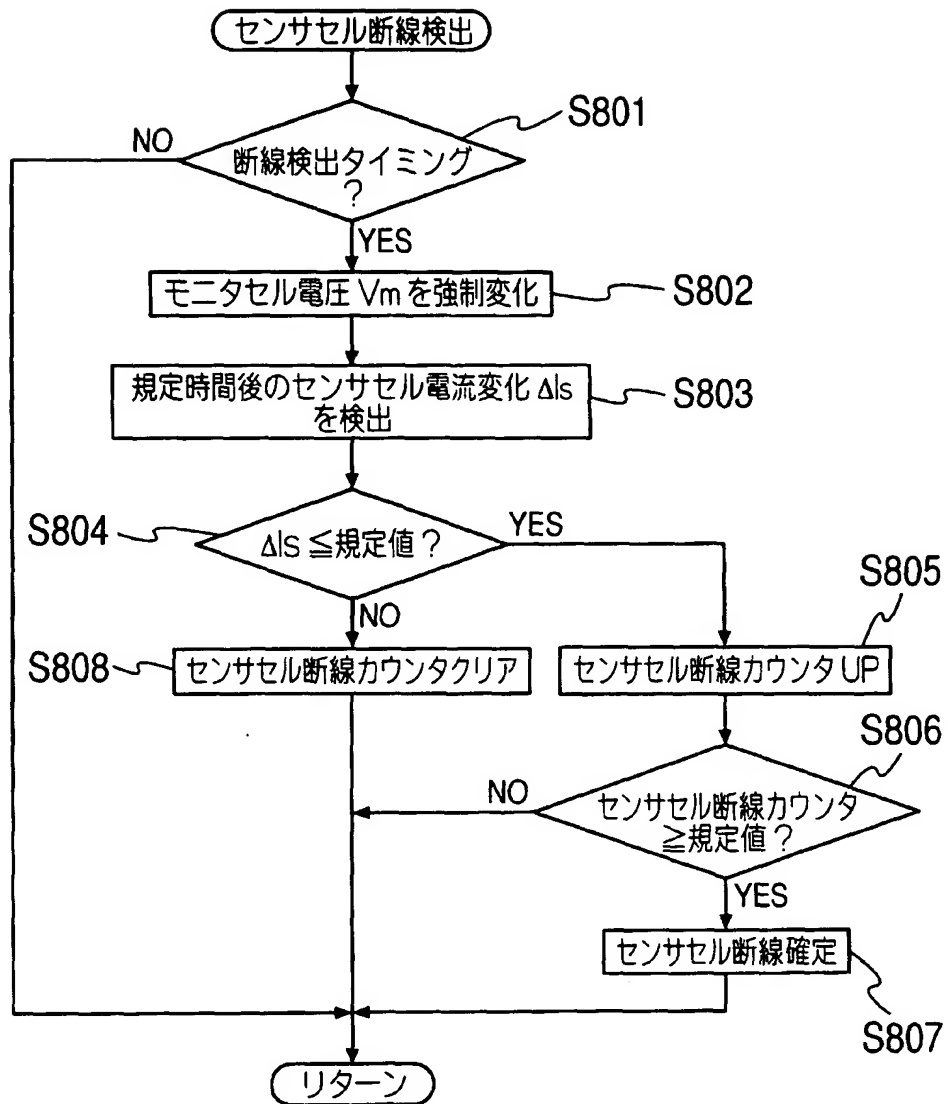 センサセル断線検出
S801
NO
断線検出タイミング
?
YES
モニタセル電圧 Vm を強制変化
S802
規定時間後のセンサセル電流変化 ΔIs
を検出
S803
S804
ΔIs ≦規定値?
YES
NO
S805
S808
センサセル断線カウンタクリア
センサセル断線カウンタ UP
S806
NO
センサセル断線カウンタ
≧規定値?
YES
センサセル断線確定
S807
リターン